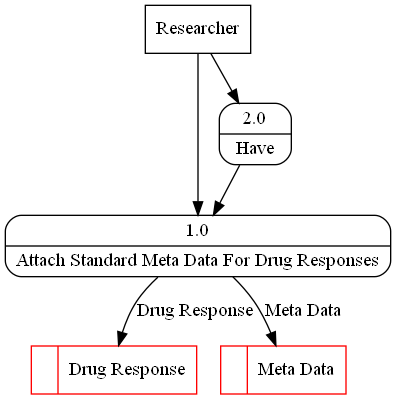 Researcher
2.0
Have
1.0
Attach Standard Meta Data For Drug Responses
Drug Response
Meta Data
Drug Response
Meta Data